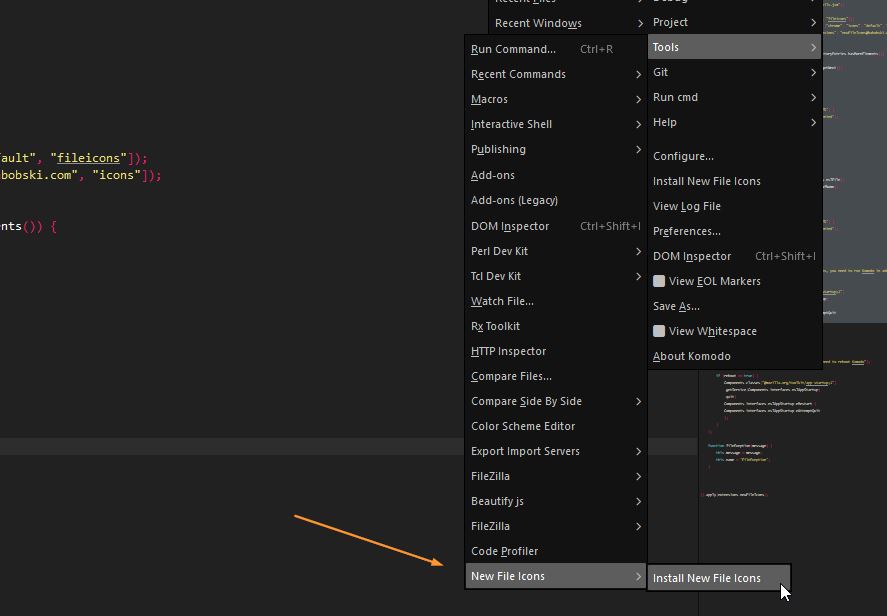 Recent Files
Recent Windows
Debug
Project
Tools
Git
Run cmd
Help
Configure...
Install New File Icons
View Log File
Preferences...
DOM Inspector Ctrl+Shift+I
View EOL Markers
Save As...
View Whitespace
About Komodo
Run Command... Ctrl+R
Recent Commands
Macros
Interactive Shell
Publishing
Add-ons
Add-ons (Legacy)
DOM Inspector Ctrl+Shift+I
Perl Dev Kit
Tcl Dev Kit
Watch File...
Rx Toolkit
HTTP Inspector
Compare Files...
Compare Side By Side
Color Scheme Editor
Export Import Servers
FileZilla
Beautify js
FileZilla
Code Profiler
New File Icons
Install New File Icons
ault", "fileicons"]);
bobski.com", "icons"]);
nts()) {